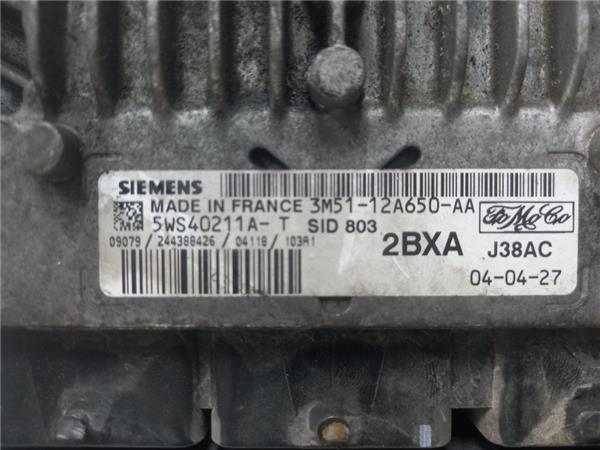 SIEMENS
MADE IN FRANCE 3M51-12A650-AA
5WS40211A- T SID 803 FoMoCo
09079 / 244388426 / 04118 / 103A1 2BXA J38AC
04-04-27